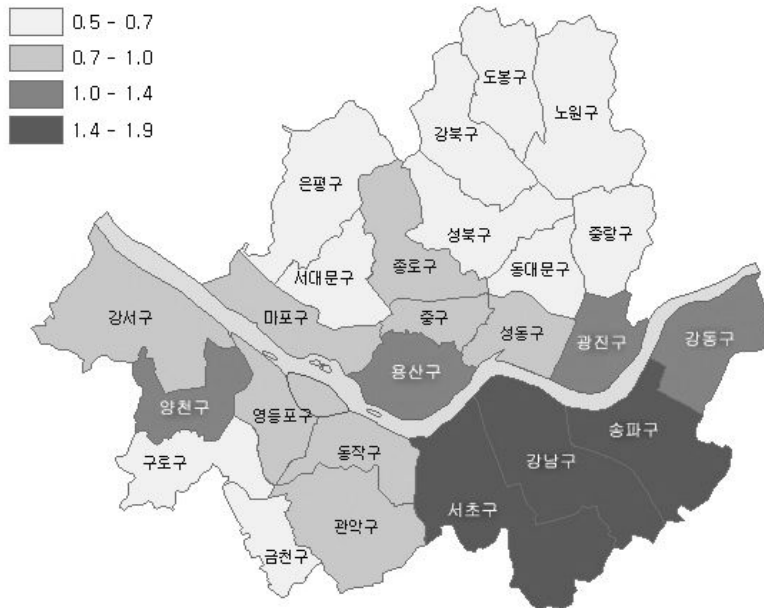 0.5 - 0.7
0.7 - 1.0
1.0 - 1.4
1.4 - 1.9
도봉구
노원구
강북구
은평구
성북구
중랑구
서대문구
종로구
동대문구
강서구
마포구
중구
성동구
광진구
강동구
용산구
양천구
영등포구
송파구
구로구
동작구
강남구
서초구
관악구
금천구